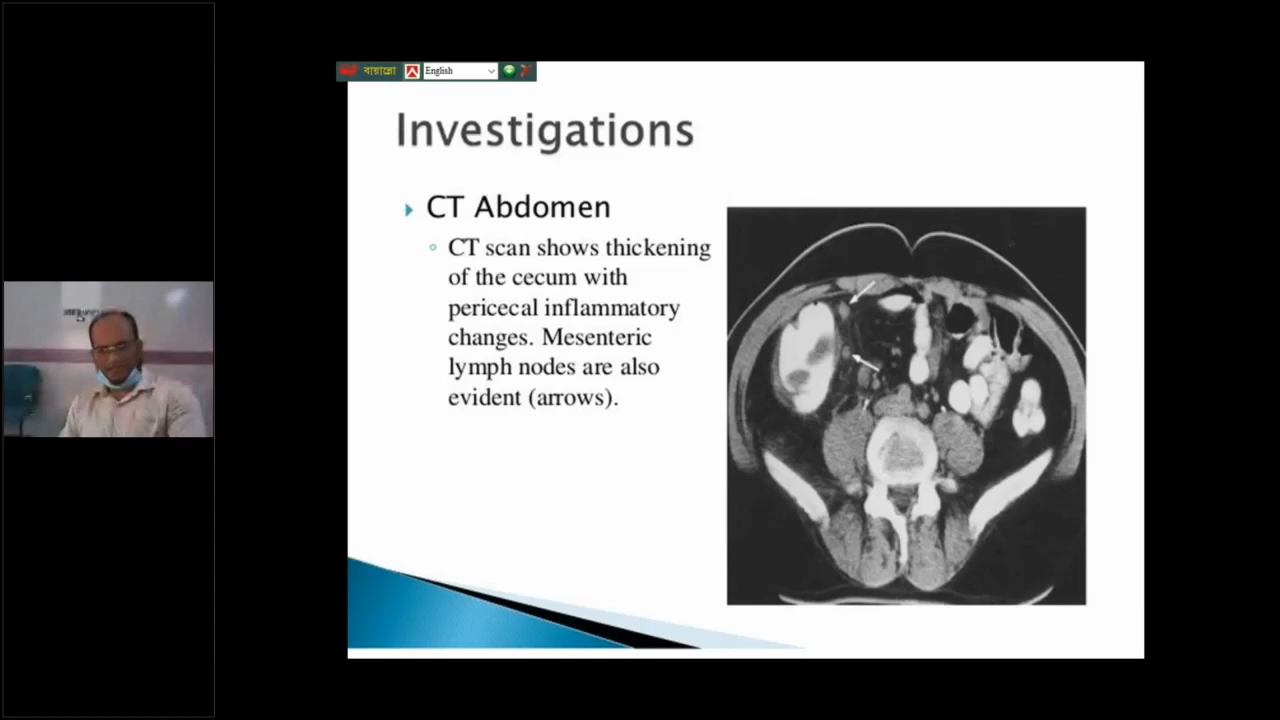 বায়ান্নো
English
Investigations
CT Abdomen
CT scan shows thickening
of the cecum with
pericecal inflammatory
changes. Mesenteric
lymph nodes are also
evident (arrows).